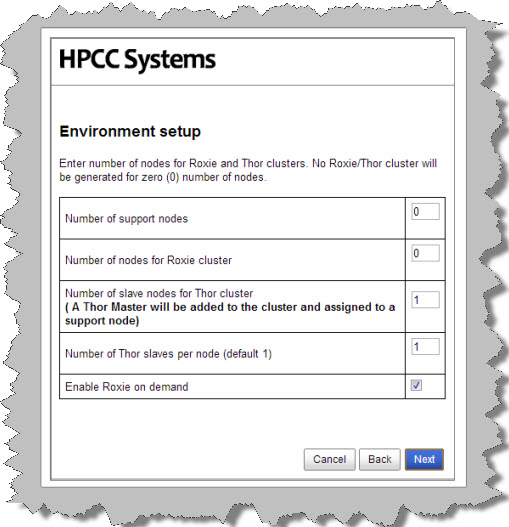 HPCC Systems
Environment setup
Enter number of nodes for Roxie and Thor clusters. No Roxie/Thor cluster will
be generated for zero (0) number of nodes.
Number of support nodes
0
Number of nodes for Roxie cluster
0
Number of slave nodes for Thor cluster
( A Thor Master will be added to the cluster and assigned to a
support node)
1
Number of Thor slaves per node (default 1)
1
Enable Roxie on demand
Cancel Back Next